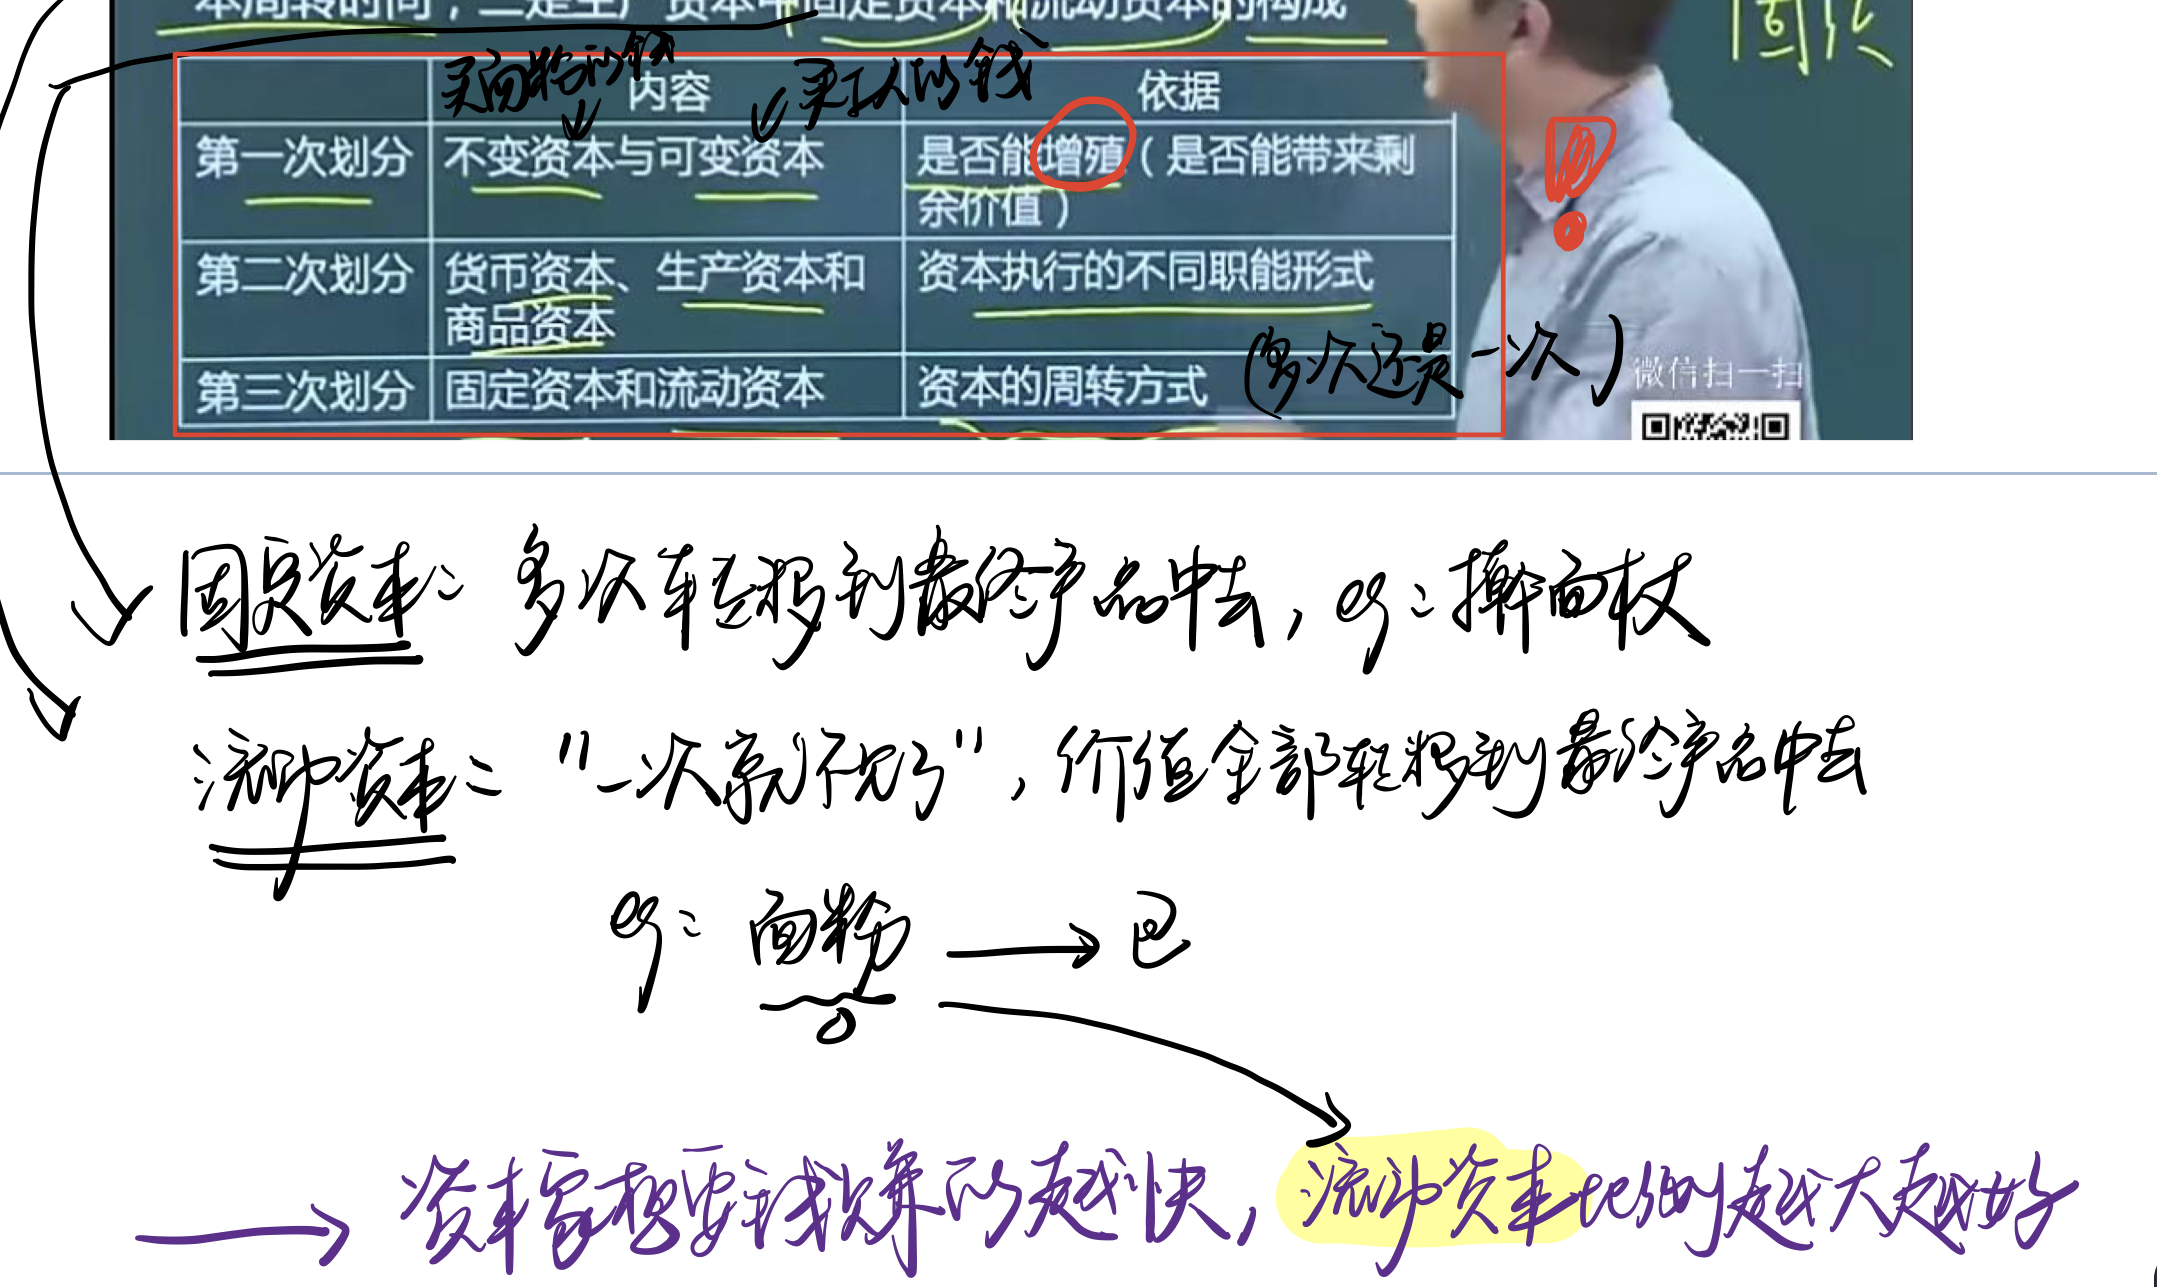 本周转时间，二是生产资本中固定资本和流动资本的构成
固
买面粉的钱 买工人的钱
内容 依据
第一次划分 不变资本与可变资本 是否能增殖（是否能带来剩
余价值）
第二次划分 货币资本、生产资本和 资本执行的不同职能形式
商品资本
(多次还是一次)
微信扫一扫
第三次划分 固定资本和流动资本 资本的周转方式
固定资本: 多次转移到最终产品中去, eg: 擀面杖
流动资本: "一次就不见了", 价值全部转移到最终产品中去
eg: 面粉 → 包
→ 资本家想要钱赚的越快, 流动资本比例越大越好